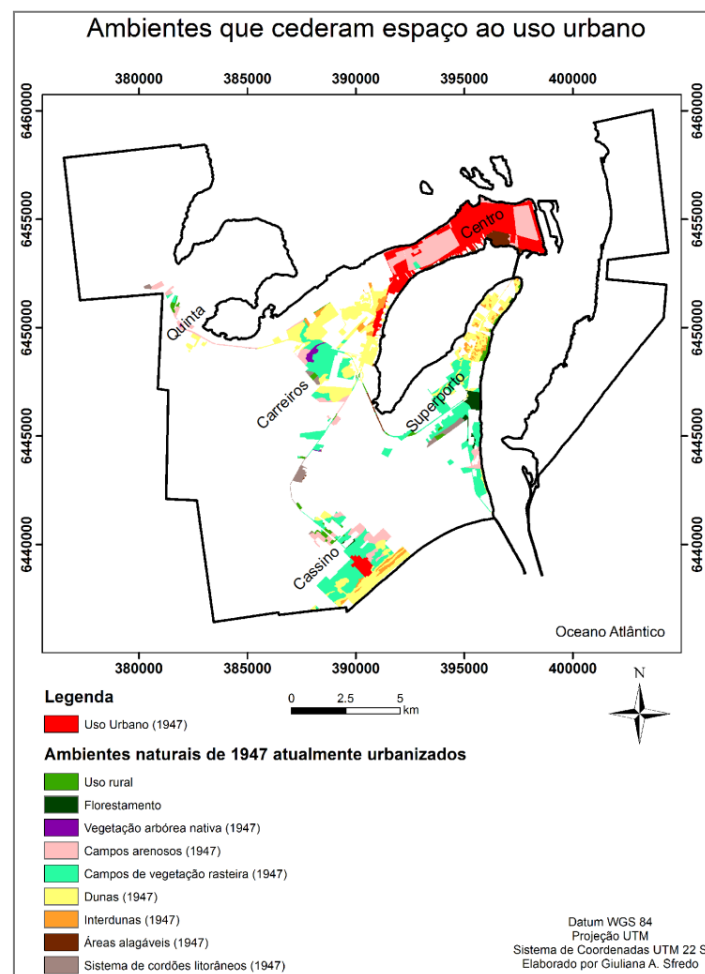 Ambientes que cederam espaço ao uso urbano
380000 385000 390000 395000 400000
6460000 6460000
6455000 6455000
6450000 6450000
6445000 6445000
6440000 6440000
Centro
Quinta
Carreiros
Superporto
Cassino
Oceano Atlântico
380000 385000 390000 395000 400000
Legenda
0 2.5 5
km
N
Uso Urbano (1947)
Ambientes naturais de 1947 atualmente urbanizados
Uso rural
Florestamento
Vegetação arbórea nativa (1947)
Campos arenosos (1947)
Campos de vegetação rasteira (1947)
Dunas (1947)
Interdunas (1947)
Áreas alagáveis (1947)
Sistema de cordões litorâneos (1947)
Datum WGS 84
Projeção UTM
Sistema de Coordenadas UTM 22 S
Elaborado por Giuliana A. Sfredo